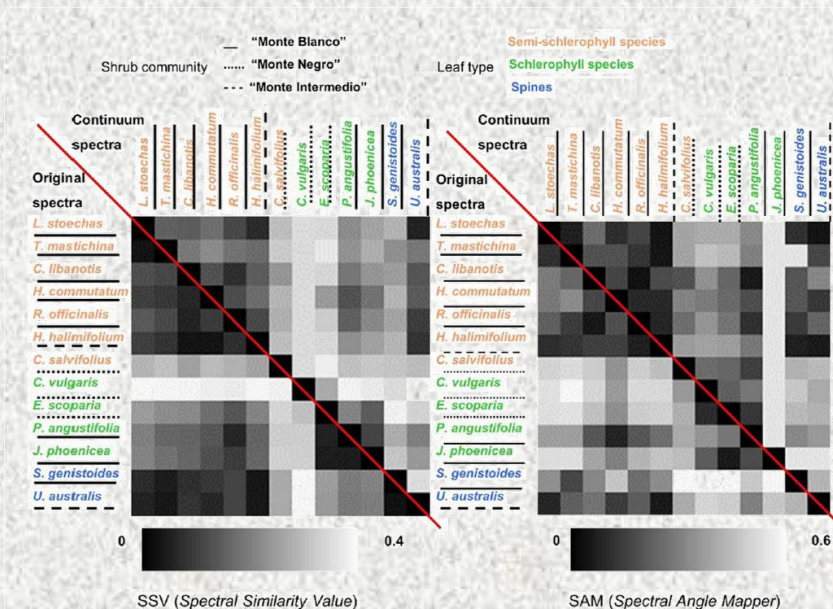 Shrub community
"Monte Blanco"
"Monte Negro"
"Monte Intermedio"
Leaf type
Semi-schlerophyll species
Schlerophyll species
Spines
Continuum
spectra
Original
spectra
L. stoechas
T. mastichina
C. libanotis
H. commutatum
R. officinalis
H. halimifolium
C. salvifolius
C. vulgaris
E. scoparia
P. angustifolia
J. phoenicea
S. genistoides
U. australis
L. stoechas
T. mastichina
C. libanotis
H. commutatum
R. officinalis
H. halimifolium
C. salvifolius
C. vulgaris
E. scoparia
P. angustifolia
J. phoenicea
S. genistoides
U. australis
0
0.4
SSV (Spectral Similarity Value)
Continuum
spectra
Original
spectra
L. stoechas
T. mastichina
C. libanotis
H. commutatum
R. officinalis
H. halimifolium
C. salvifolius
C. vulgaris
E. scoparia
P. angustifolia
J. phoenicea
S. genistoides
U. australis
L. stoechas
T. mastichina
C. libanotis
H. commutatum
R. officinalis
H. halimifolium
C. salvifolius
C. vulgaris
E. scoparia
P. angustifolia
J. phoenicea
S. genistoides
U. australis
0
0.6
SAM (Spectral Angle Mapper)